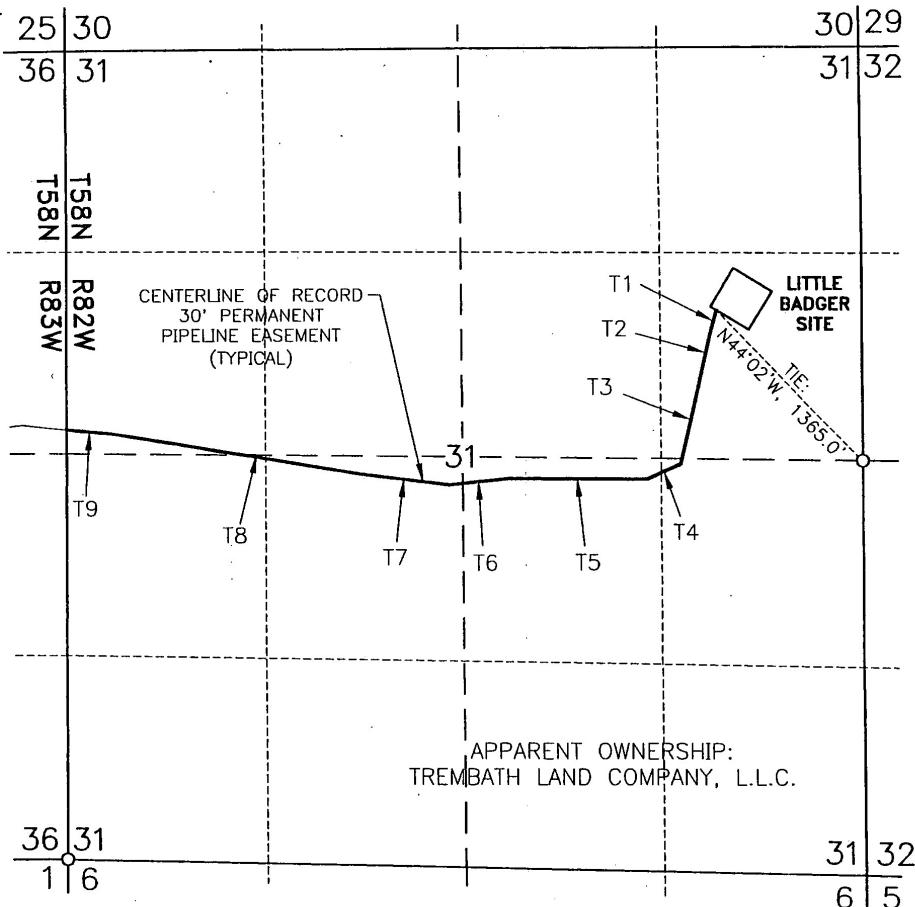 25 30
30 29
36 31
31 32
T58N
T58N
R83W
R82W
CENTERLINE OF RECORD
30' PERMANENT
PIPELINE EASEMENT
(TYPICAL)
T1
LITTLE
BADGER
SITE
T2
TIE:
N44°02'W, 1365.0'
T3
31
T9
T8
T7
T6
T5
T4
APPARENT OWNERSHIP:
TREMBATH LAND COMPANY, L.L.C.
36 31
31 32
1 6
6 5